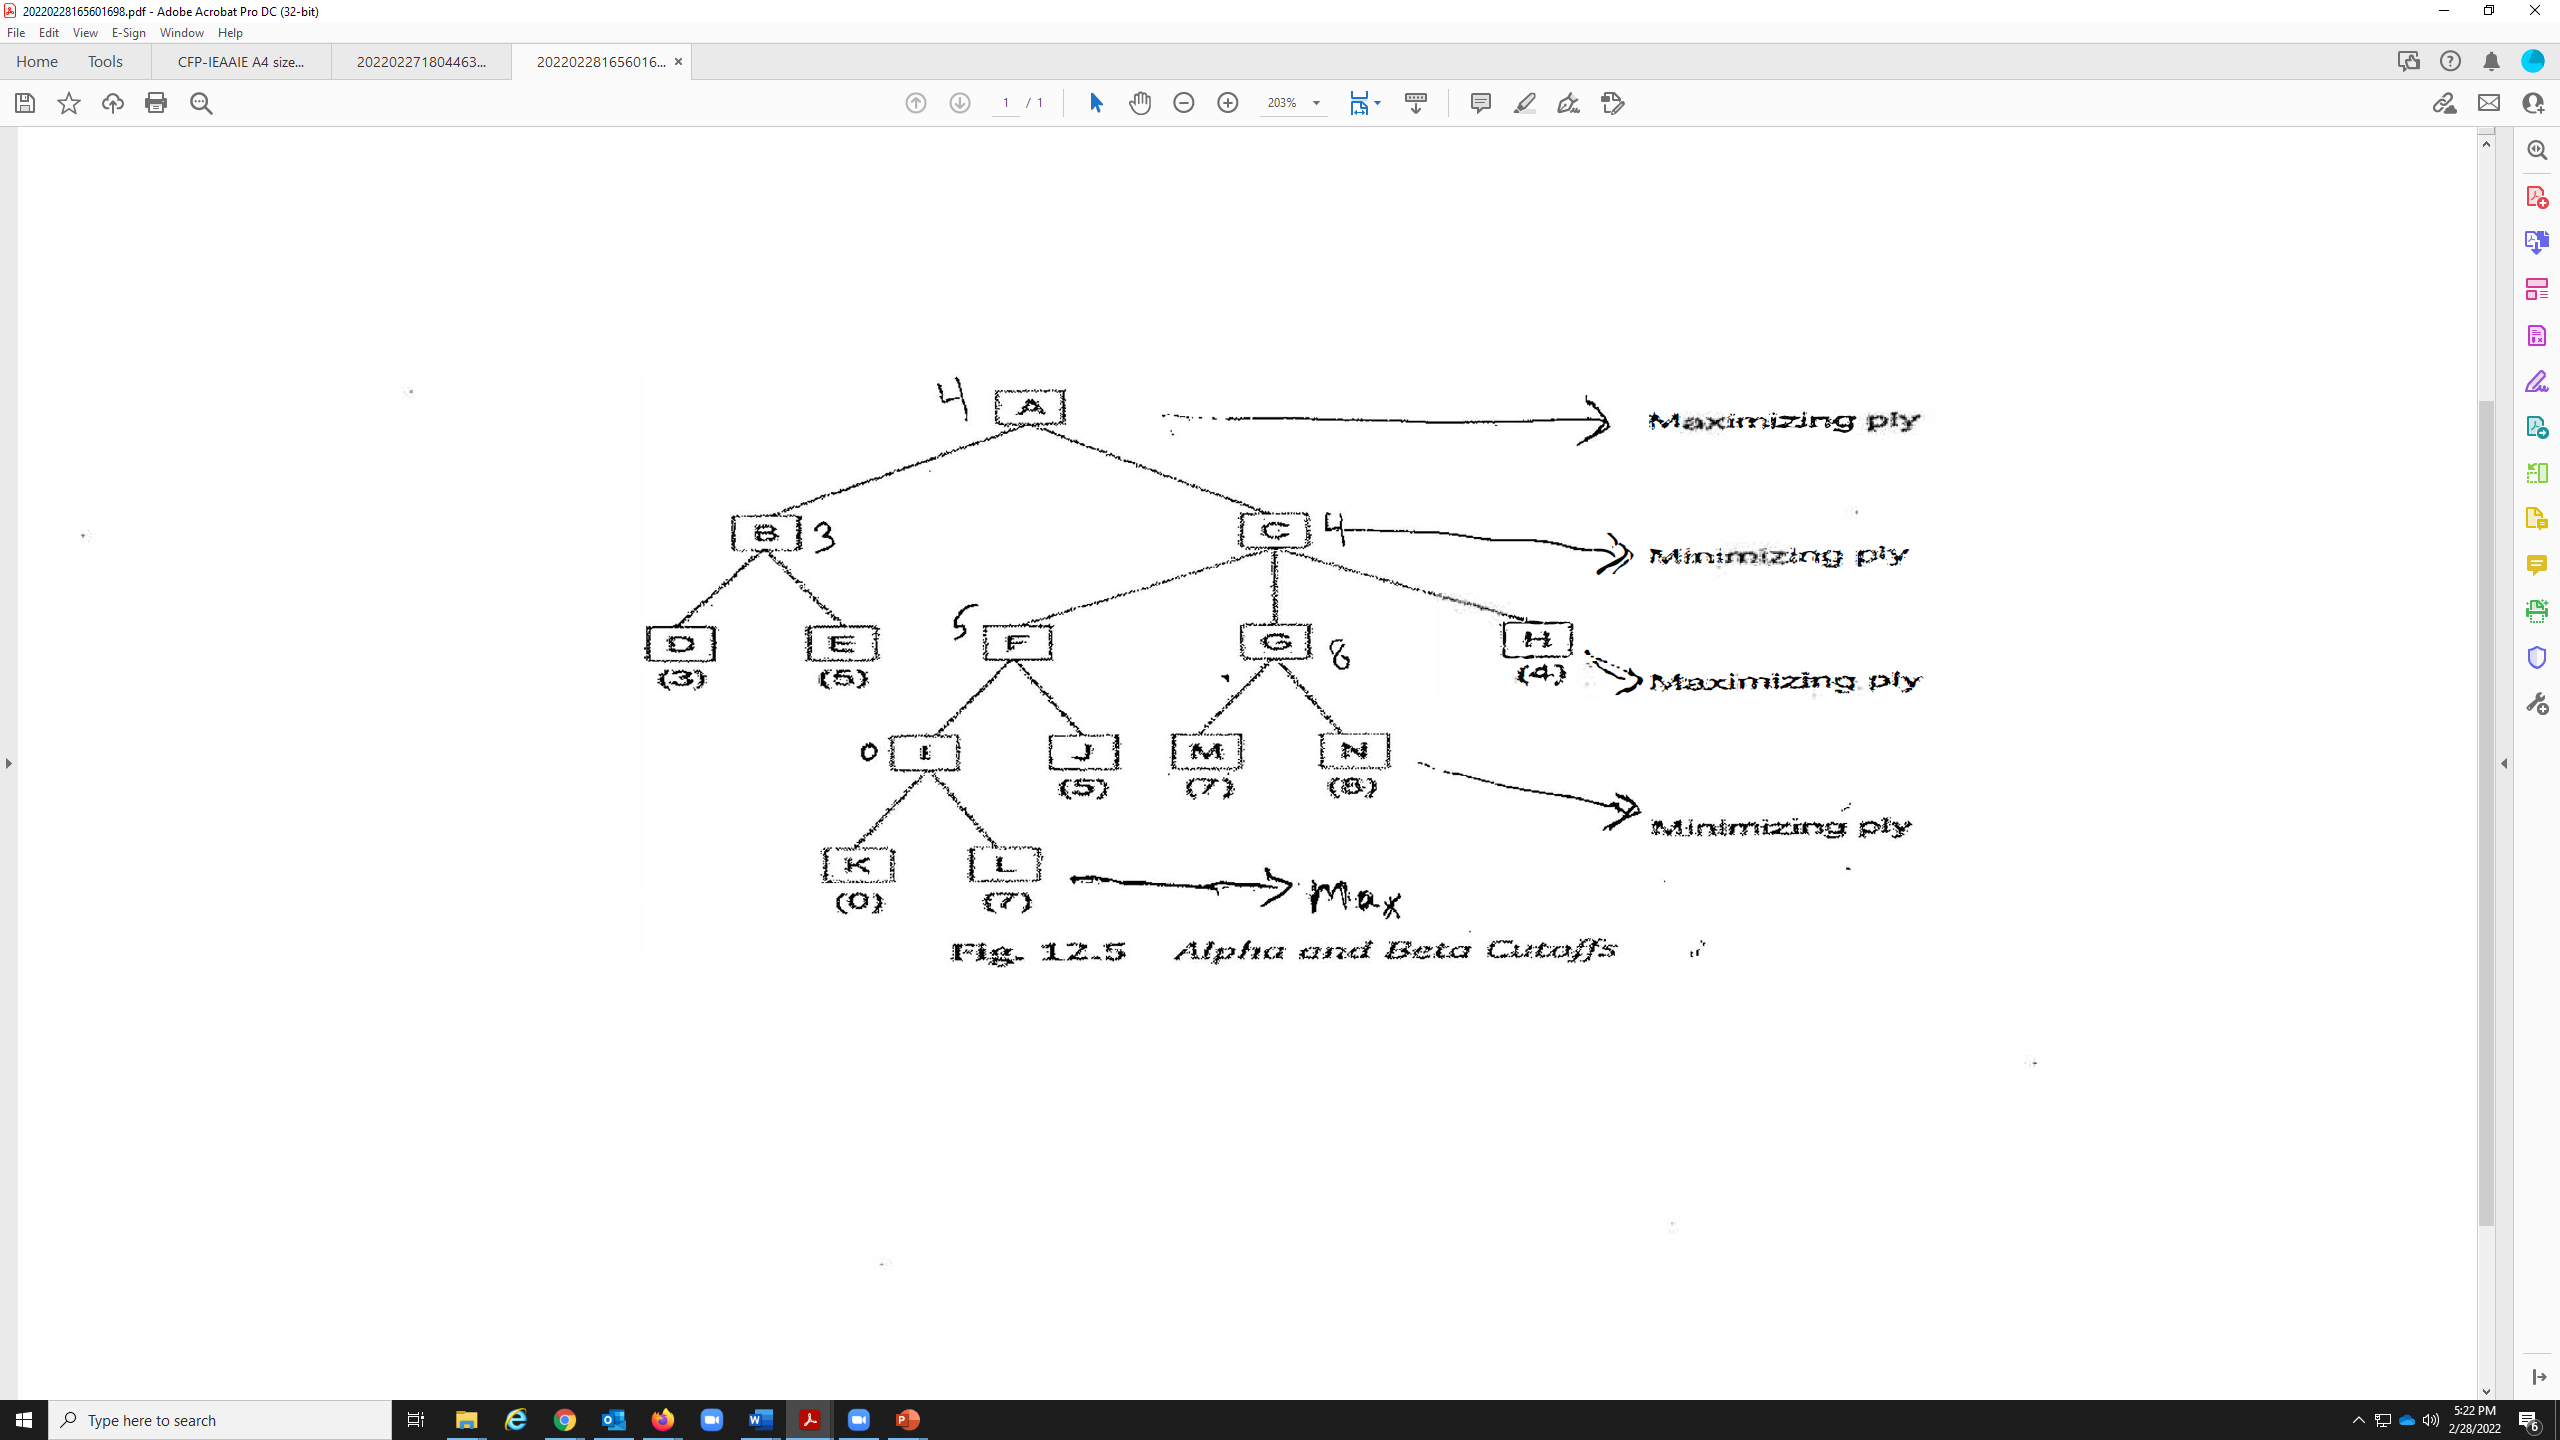 20220228165601698.pdf - Adobe Acrobat Pro DC (32-bit)
File Edit View E-Sign Window Help
Home Tools CFP-IEAAIE A4 size... 202202271804463... 202202281656016... ×
1 / 1 203%
4 A Maximizing ply
B 3 C 4 Minimizing ply
D E 5 F G 8 H
(3) (5) (4) Maximizing ply
0 I J M N
(5) (7) (8)
Minimizing ply
K L
(0) (7) Max
Fig. 12.5 Alpha and Beta Cutoffs
Type here to search
5:22 PM
2/28/2022
6